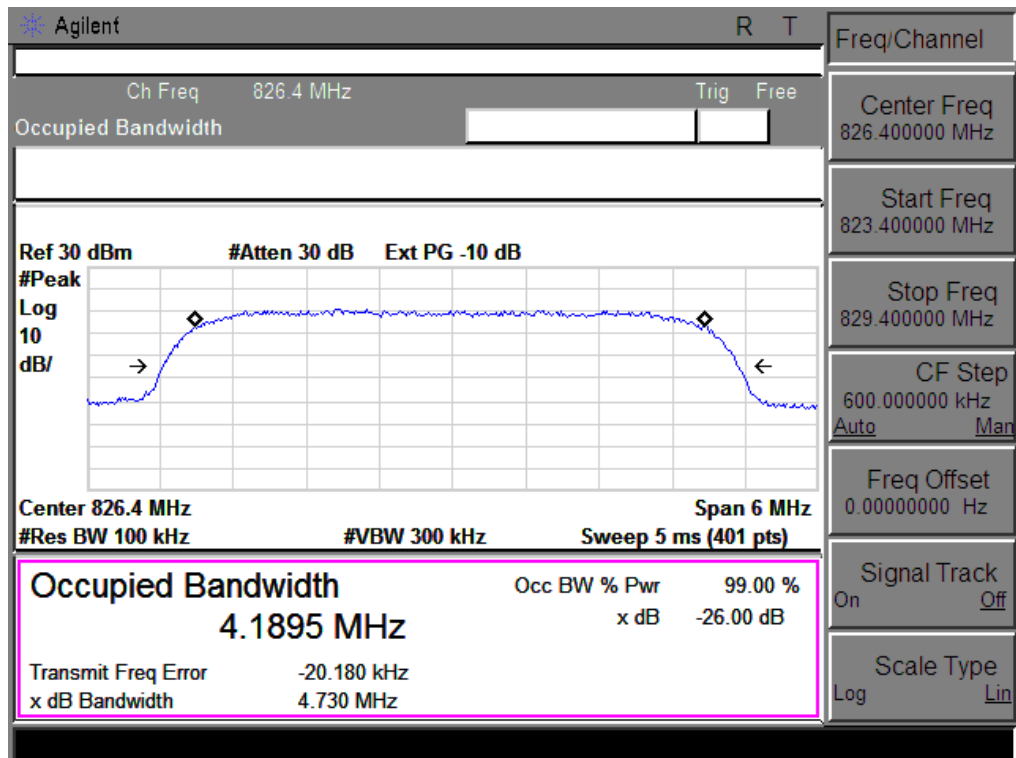 Agilent R T
Ch Freq 826.4 MHz Trig Free
Occupied Bandwidth
Ref 30 dBm #Atten 30 dB Ext PG -10 dB
#Peak
Log
10
dB/
Center 826.4 MHz Span 6 MHz
#Res BW 100 kHz #VBW 300 kHz Sweep 5 ms (401 pts)
Occupied Bandwidth Occ BW % Pwr 99.00 %
4.1895 MHz x dB -26.00 dB
Transmit Freq Error -20.180 kHz
x dB Bandwidth 4.730 MHz
Freq/Channel
Center Freq
826.400000 MHz
Start Freq
823.400000 MHz
Stop Freq
829.400000 MHz
CF Step
600.000000 kHz
Auto Man
Freq Offset
0.00000000 Hz
Signal Track
On Off
Scale Type
Log Lin